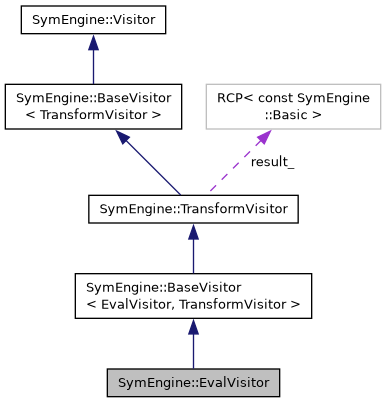 SymEngine::Visitor
SymEngine::BaseVisitor
< TransformVisitor >
RCP< const SymEngine
::Basic >
result_
SymEngine::TransformVisitor
SymEngine::BaseVisitor
< EvalVisitor, TransformVisitor >
SymEngine::EvalVisitor